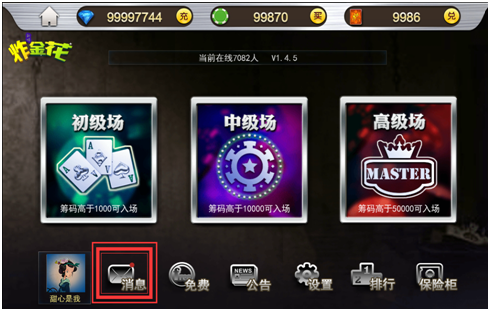 99997744 充 99870 买 9986 兑
炸金花
当前在线7082人 V1.4.5
初级场 中级场 高级场
A A A
MASTER
筹码高于1000可入场 筹码高于10000可入场 筹码高于50000可入场
NEWS 1 2
消息 免费 公告 设置 排行 保险柜
甜心是我